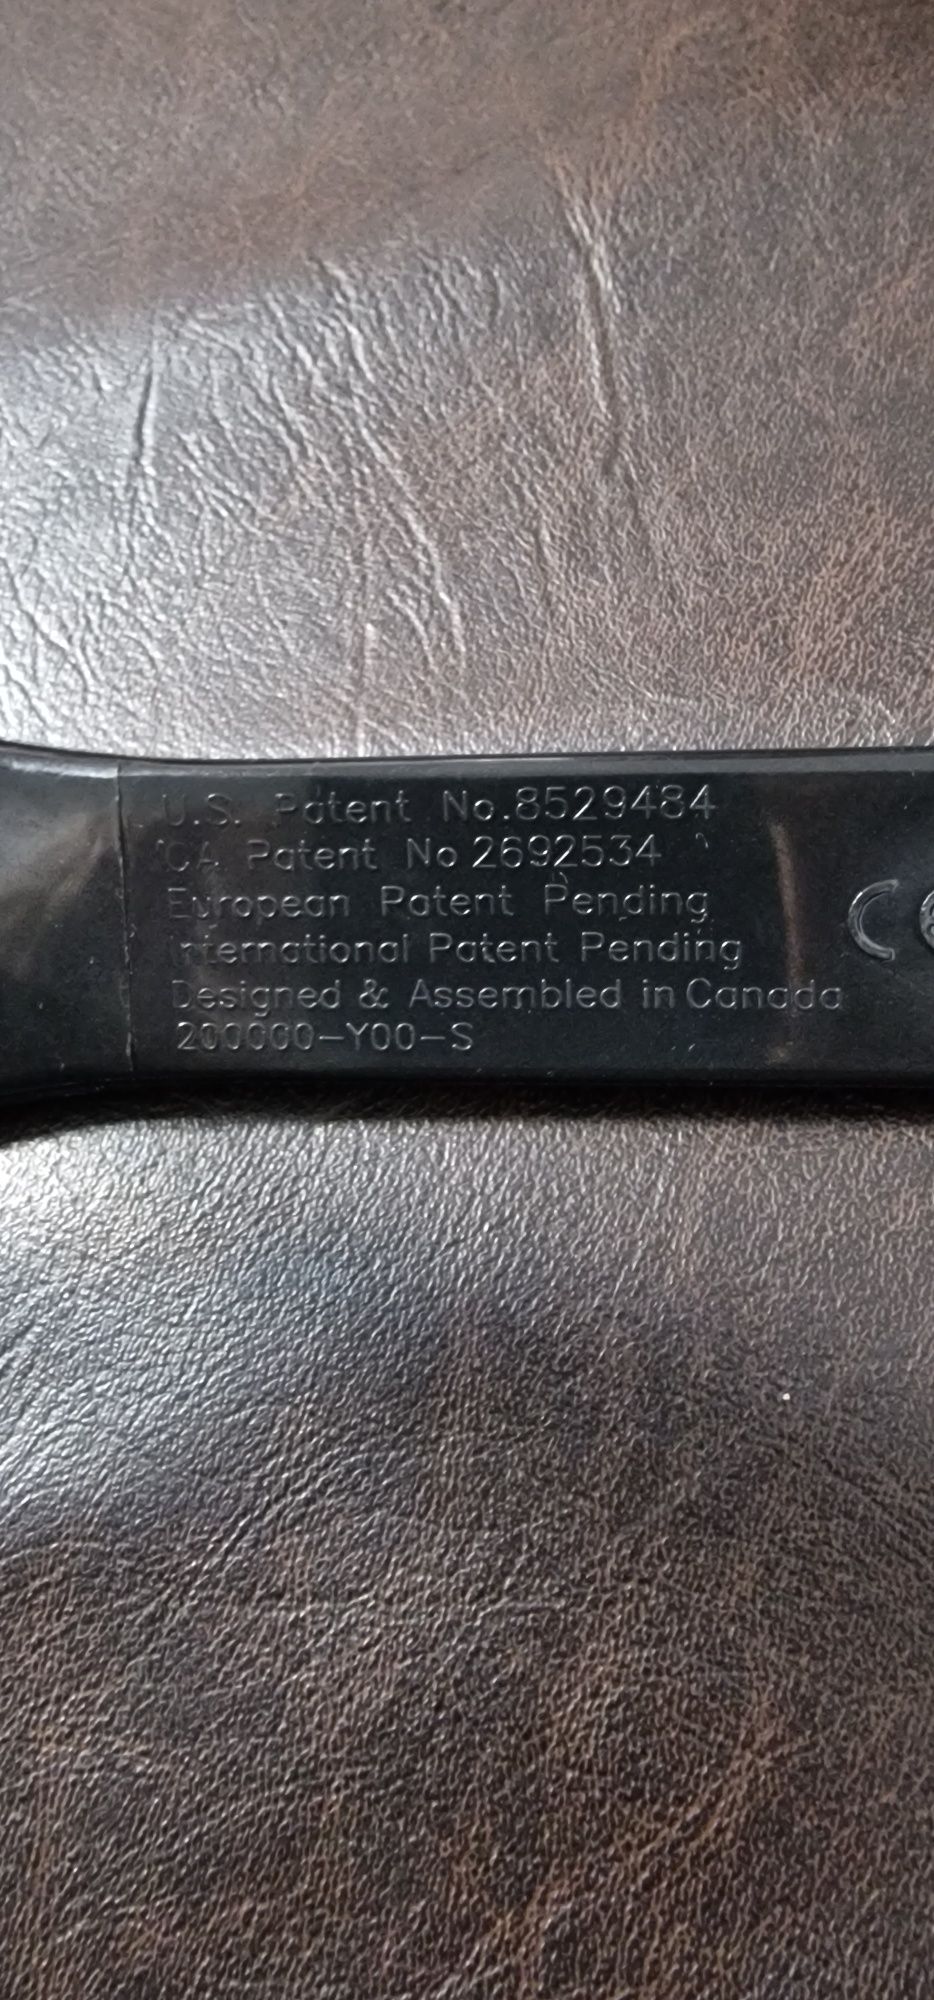 U.S. Patent No.8529484
CA Patent No 2692534
European Patent Pending
International Patent Pending
Designed & Assembled in Canada
200000-Y00-S